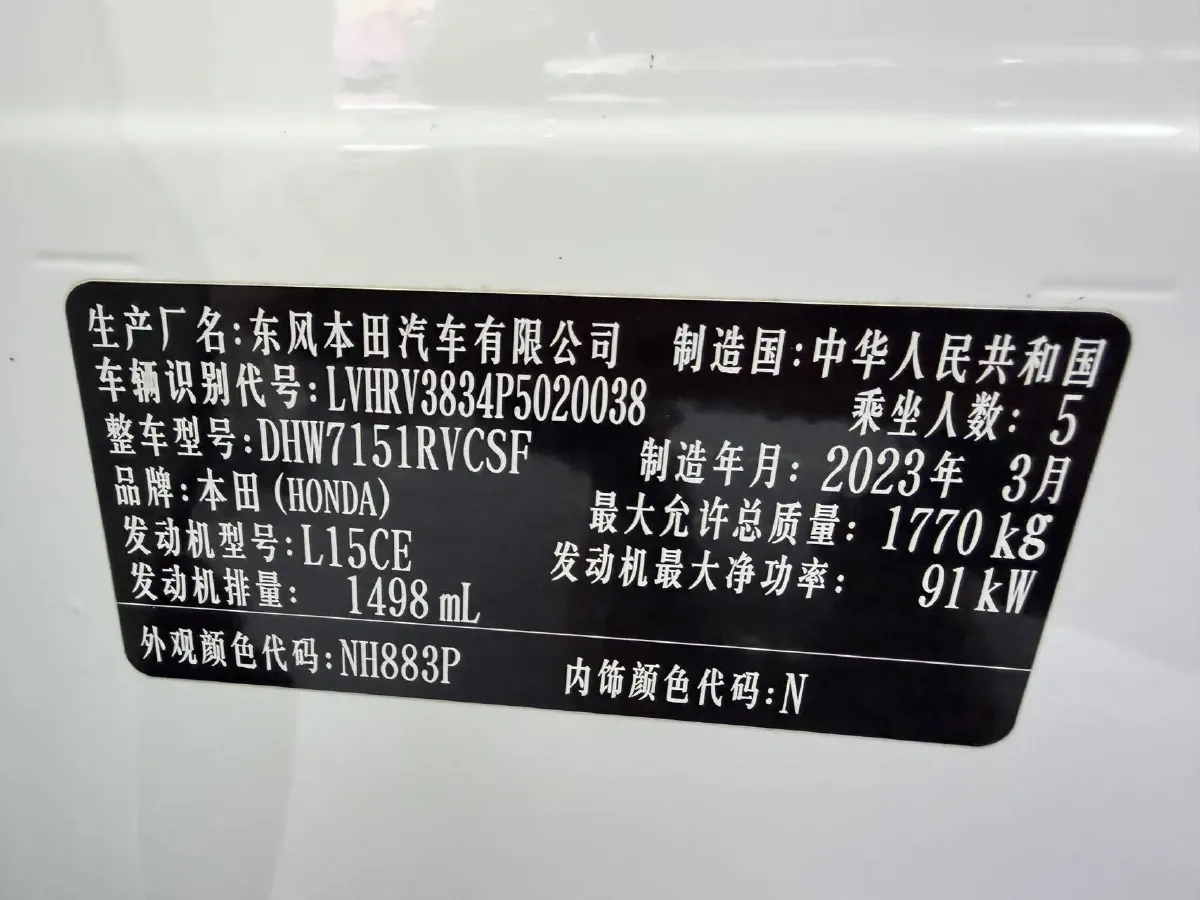 生产厂名:东风本田汽车有限公司 制造国:中华人民共和国
车辆识别代号:LVHRV3834P5020038 乘坐人数: 5
整车型号:DHW7151RVCSF 制造年月: 2023年 3月
品牌:本田(HONDA) 最大允许总质量: 1770 kg
发动机型号:L15CE 发动机最大净功率: 91 kW
发动机排量: 1498 mL
外观颜色代码:NH883P 内饰颜色代码:N